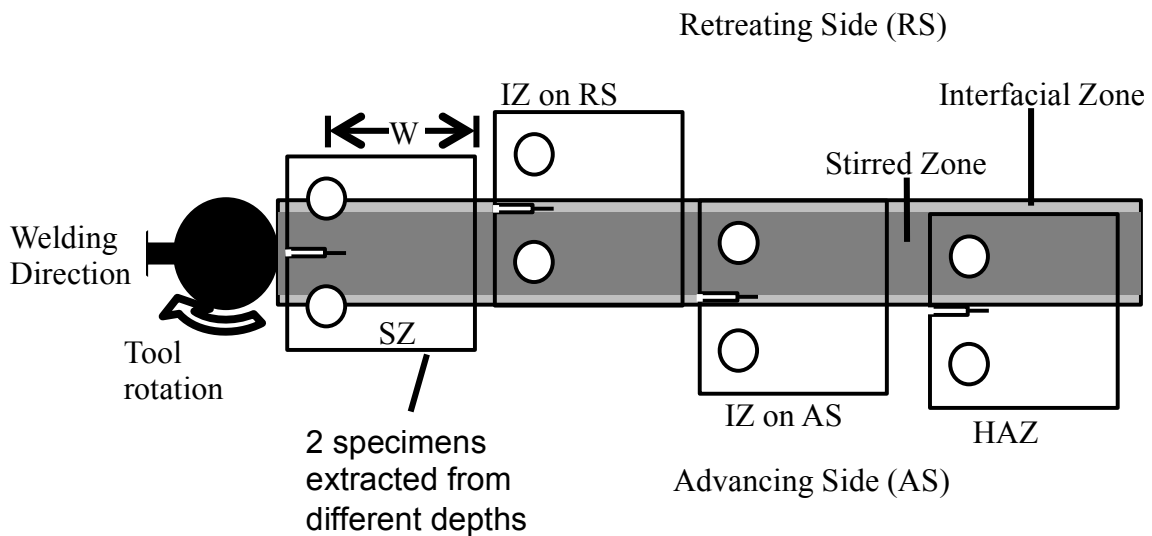 Retreating Side (RS)
IZ on RS
Interfacial Zone
W
Stirred Zone
Welding
Direction
SZ
Tool
rotation
IZ on AS
HAZ
2 specimens
extracted from
different depths
Advancing Side (AS)